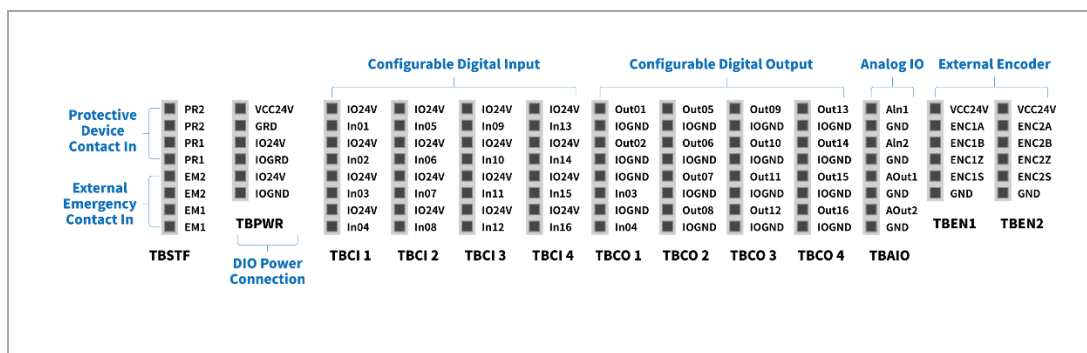 Configurable Digital Input
Configurable Digital Output
Analog IO
External Encoder
Protective
Device
Contact In
External
Emergency
Contact In
PR2
PR2
PR1
PR1
EM2
EM2
EM1
EM1
TBSTF
VCC24V
GRD
IO24V
IOGRD
IO24V
IOGND
TBPWR
DIO Power
Connection
IO24V
In01
IO24V
In02
IO24V
In03
IO24V
In04
TBCI 1
IO24V
In05
IO24V
In06
IO24V
In07
IO24V
In08
TBCI 2
IO24V
In09
IO24V
In10
IO24V
In11
IO24V
In12
TBCI 3
IO24V
In13
IO24V
In14
IO24V
In15
IO24V
In16
TBCI 4
Out01
IOGND
Out02
IOGND
In03
IOGND
In04
TBCO 1
Out05
IOGND
Out06
IOGND
Out07
IOGND
Out08
IOGND
TBCO 2
Out09
IOGND
Out10
IOGND
Out11
IOGND
Out12
IOGND
TBCO 3
Out13
IOGND
Out14
IOGND
Out15
IOGND
Out16
IOGND
TBCO 4
Aln1
GND
Aln2
GND
AOut1
GND
AOut2
GND
TBAIO
VCC24V
ENC1A
ENC1B
ENC1Z
ENC1S
GND
TBEN1
VCC24V
ENC2A
ENC2B
ENC2Z
ENC2S
GND
TBEN2